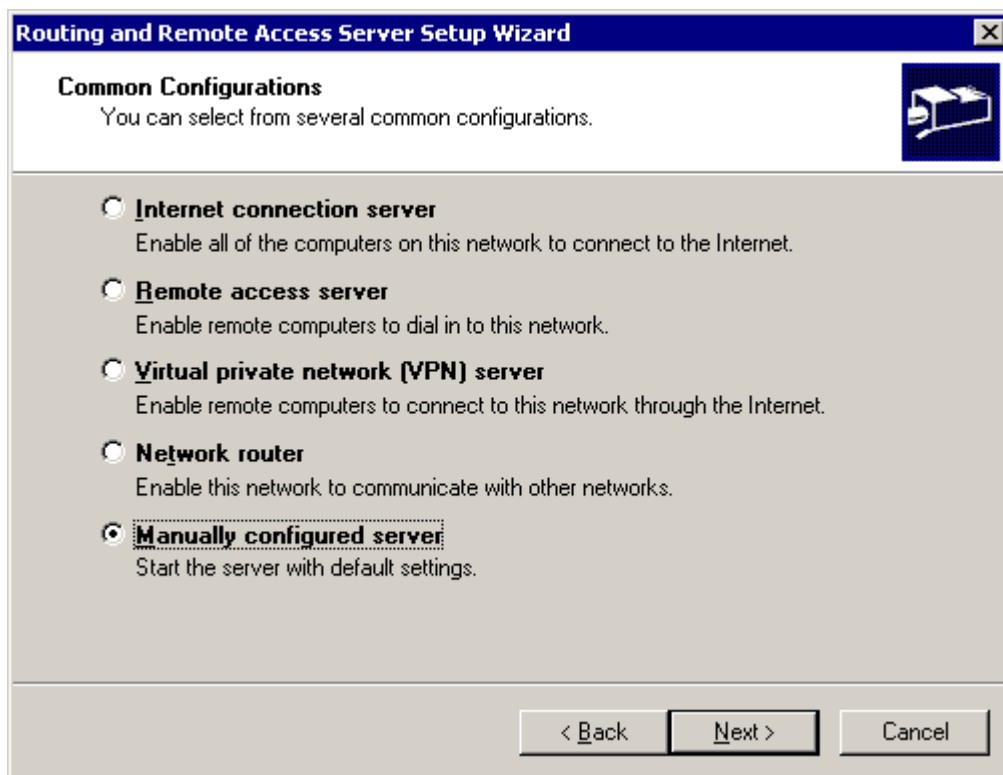 Routing and Remote Access Server Setup Wizard
Common Configurations
You can select from several common configurations.
Internet connection server
Enable all of the computers on this network to connect to the Internet.
Remote access server
Enable remote computers to dial in to this network.
Virtual private network (VPN) server
Enable remote computers to connect to this network through the Internet.
Network router
Enable this network to communicate with other networks.
Manually configured server
Start the server with default settings.
< Back Next > Cancel